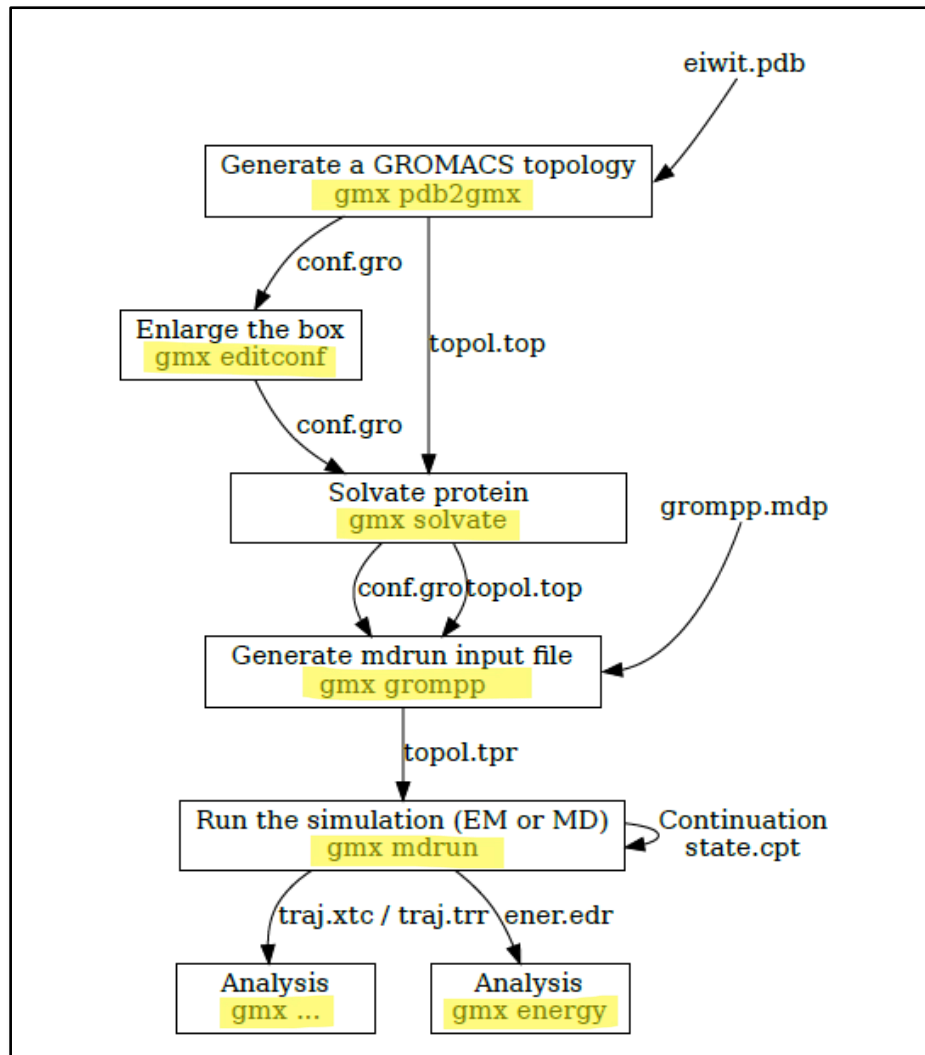 eiwit.pdb
Generate a GROMACS topology
gmx pdb2gmx
conf.gro
Enlarge the box
gmx editconf
topol.top
conf.gro
Solvate protein
gmx solvate
grompp.mdp
conf.gro
topol.top
Generate mdrun input file
gmx grompp
topol.tpr
Run the simulation (EM or MD)
gmx mdrun
Continuation
state.cpt
traj.xtc / traj.trr
ener.edr
Analysis
gmx ...
Analysis
gmx energy